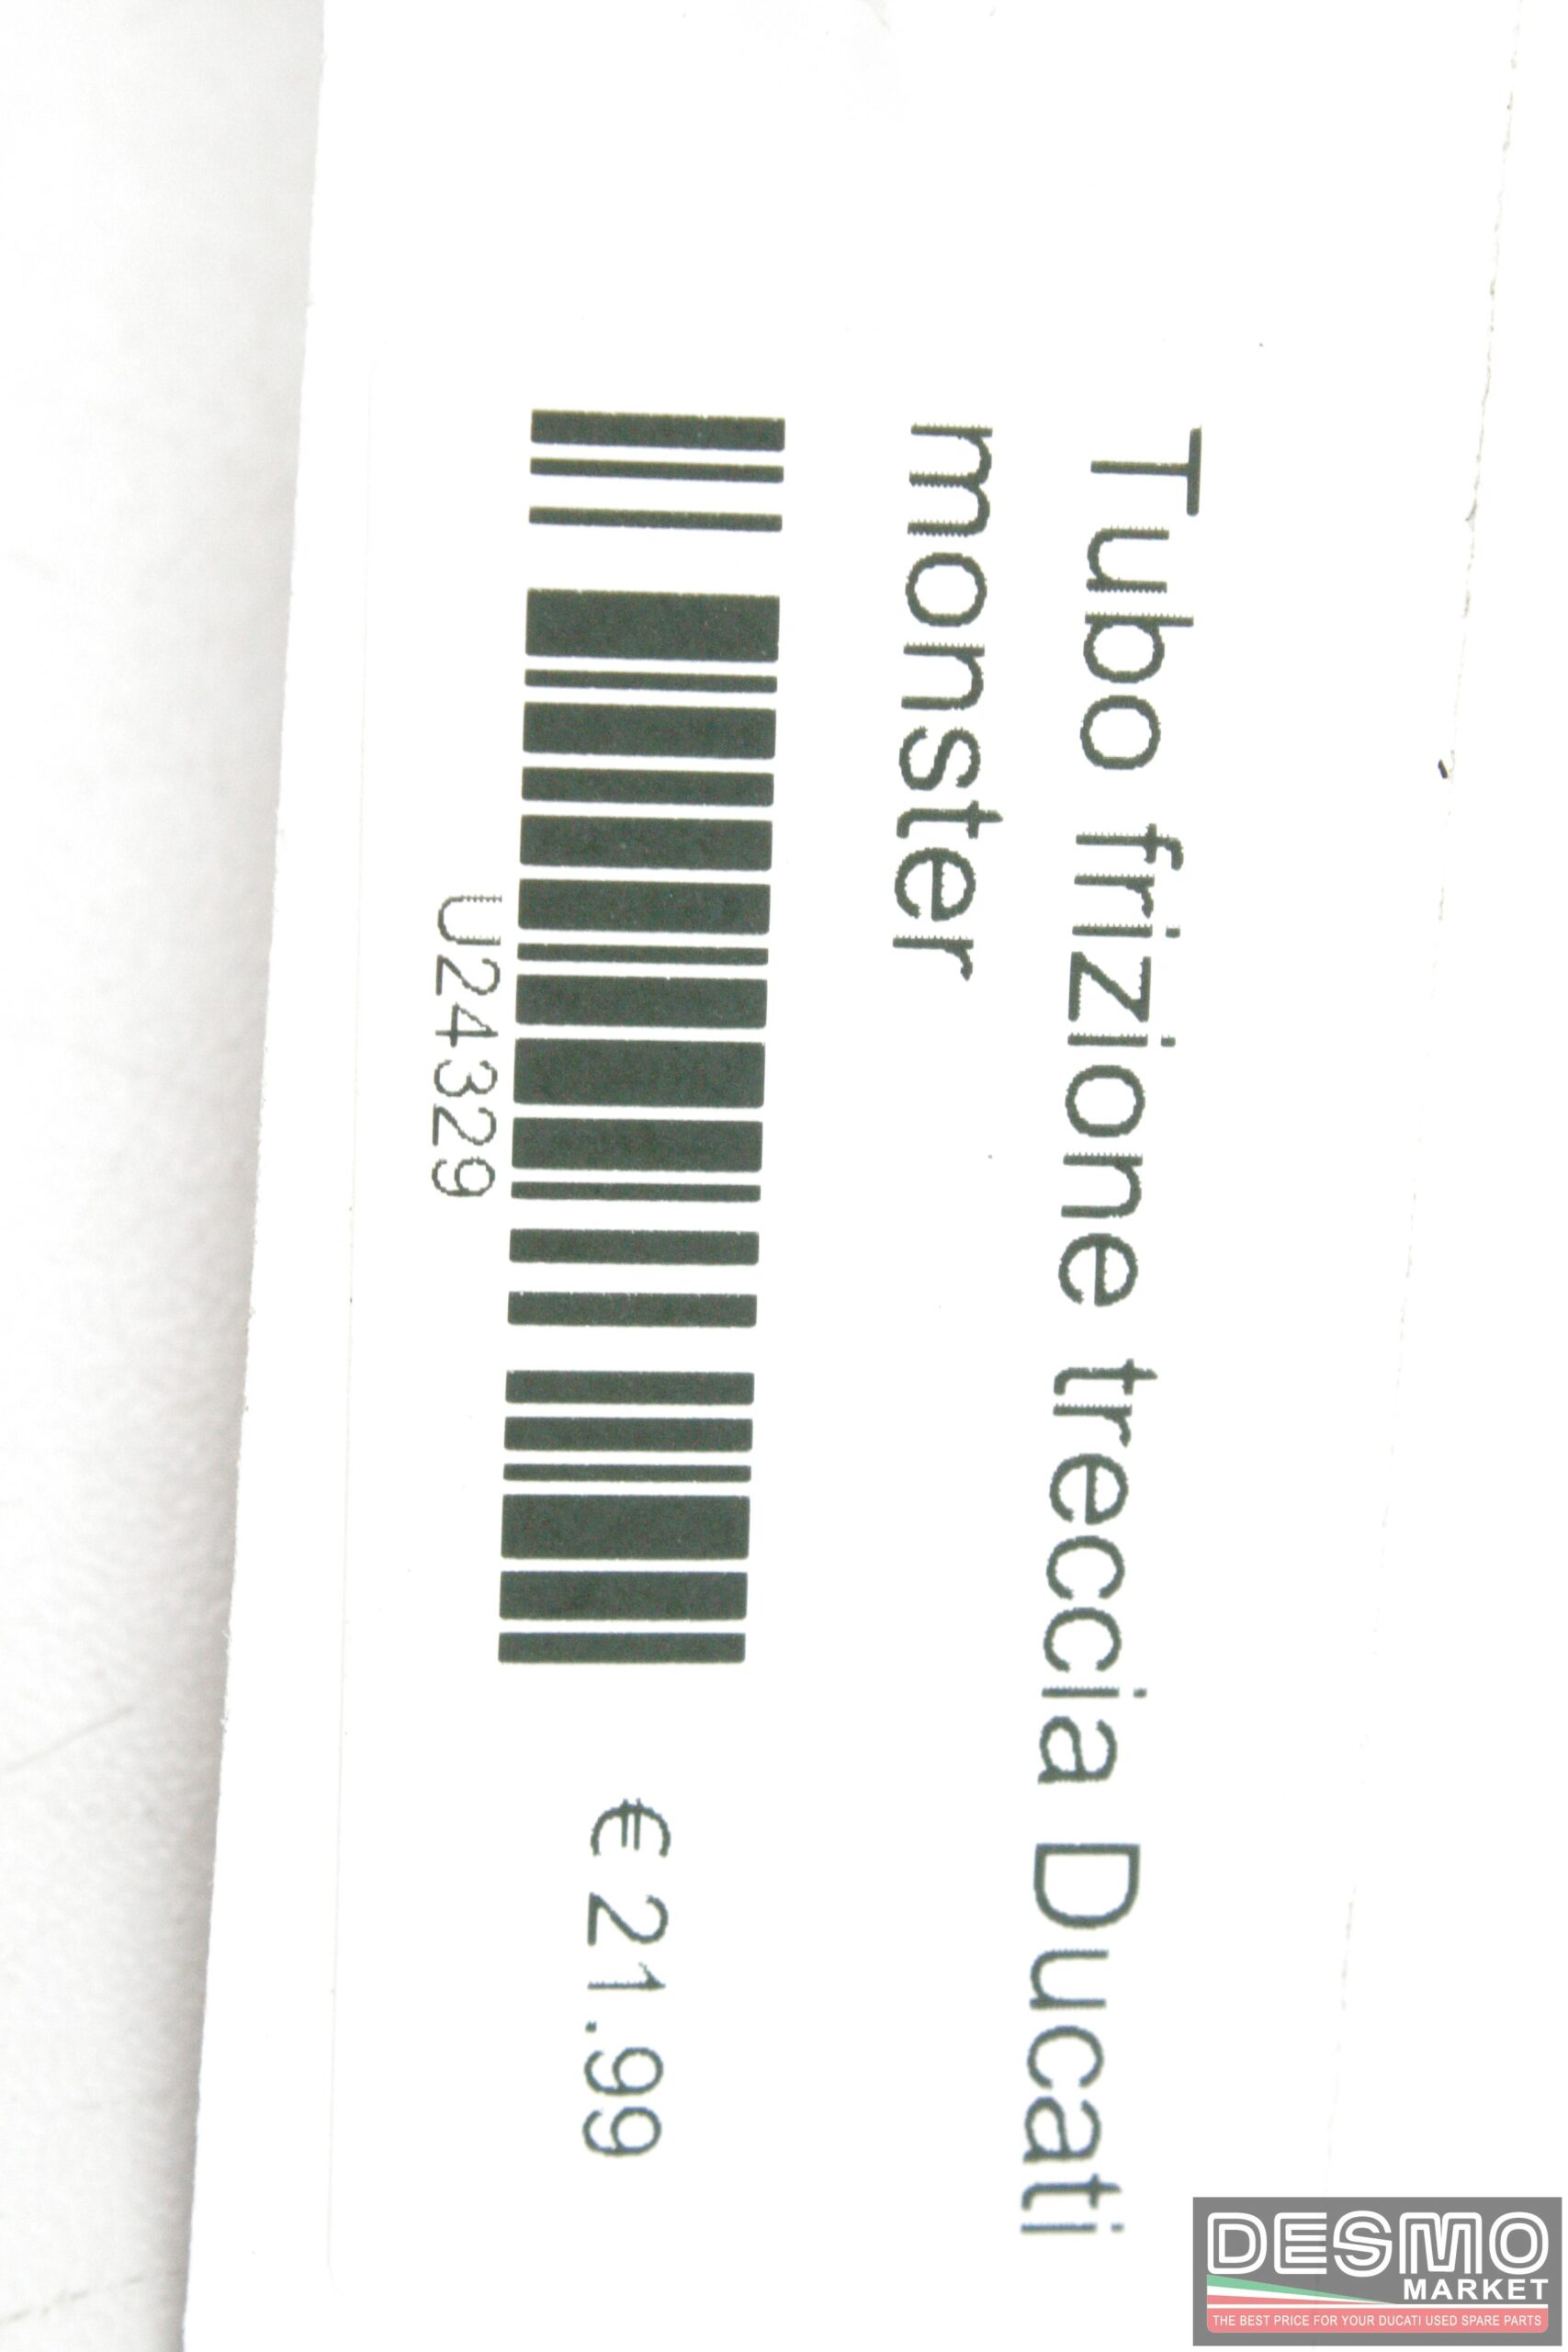 Tubo frizione treccia Ducati
monster
U24329
€ 21.99
DESMO
MARKET
THE BEST PRICE FOR YOUR DUCATI USED SPARE PARTS